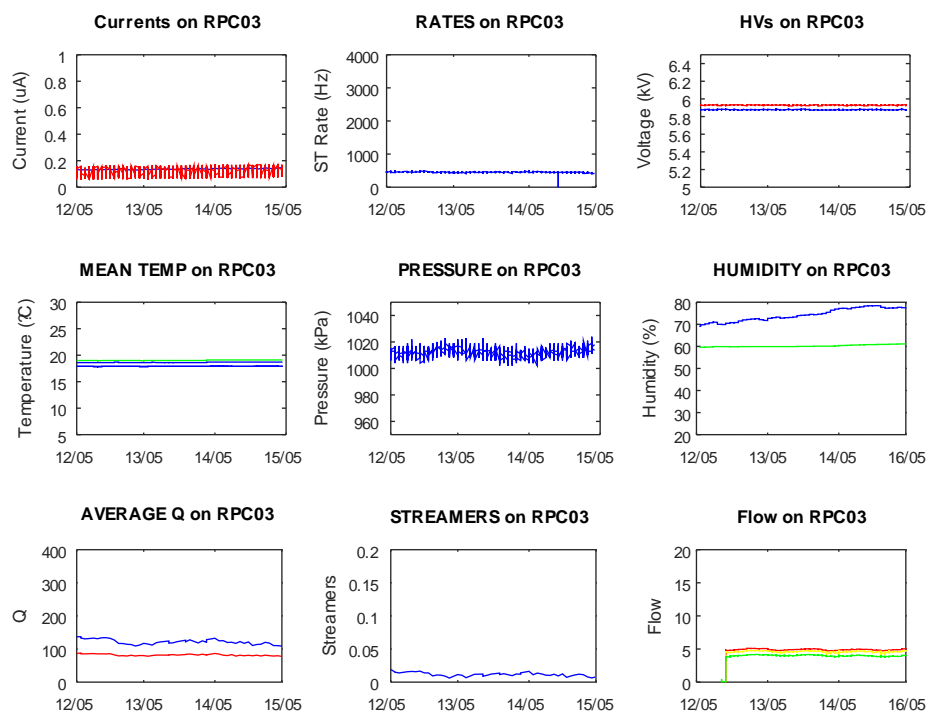 Currents on RPC03
RATES on RPC03
HVs on RPC03
Current (uA)
1
0.8
0.6
0.4
0.2
0
12/05 13/05 14/05 15/05
ST Rate (Hz)
4000
3000
2000
1000
0
12/05 13/05 14/05 15/05
Voltage (kV)
6.4
6.2
6
5.8
5.6
5.4
5.2
5
12/05 13/05 14/05 15/05
MEAN TEMP on RPC03
PRESSURE on RPC03
HUMIDITY on RPC03
Temperature (?C)
30
25
20
15
10
5
12/05 13/05 14/05 15/05
Pressure (kPa)
1040
1020
1000
980
960
12/05 13/05 14/05 15/05
Humidity (%)
80
70
60
50
40
30
20
12/05 13/05 14/05 16/05
AVERAGE Q on RPC03
STREAMERS on RPC03
Flow on RPC03
Q
400
300
200
100
0
12/05 13/05 14/05 15/05
Streamers
0.2
0.15
0.1
0.05
0
12/05 13/05 14/05 15/05
Flow
20
15
10
5
0
12/05 13/05 14/05 16/05